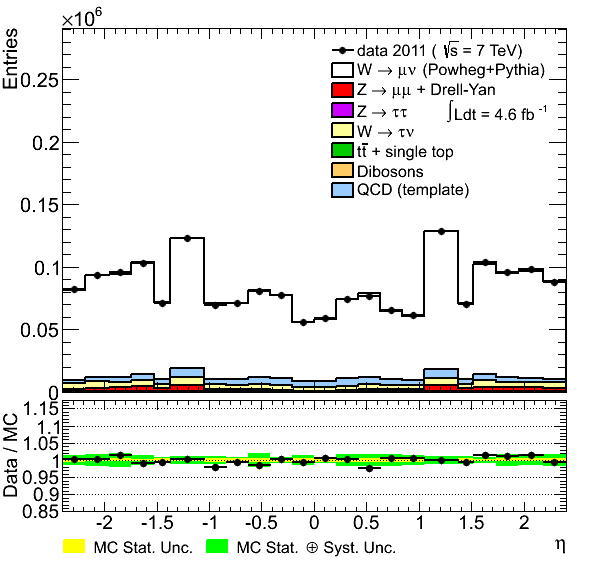 ×10⁶
Entries
0.25
0.2
0.15
0.1
0.05
0
data 2011 ( √s = 7 TeV)
W → μν (Powheg+Pythia)
Z → μμ + Drell-Yan
Z → ττ
∫Ldt = 4.6 fb⁻¹
W → τν
tt̅ + single top
Dibosons
QCD (template)
Data / MC
1.15
1.1
1.05
1
0.95
0.9
0.85
-2 -1.5 -1 -0.5 0 0.5 1 1.5 2
η
MC Stat. Unc. MC Stat. ⊕ Syst. Unc.